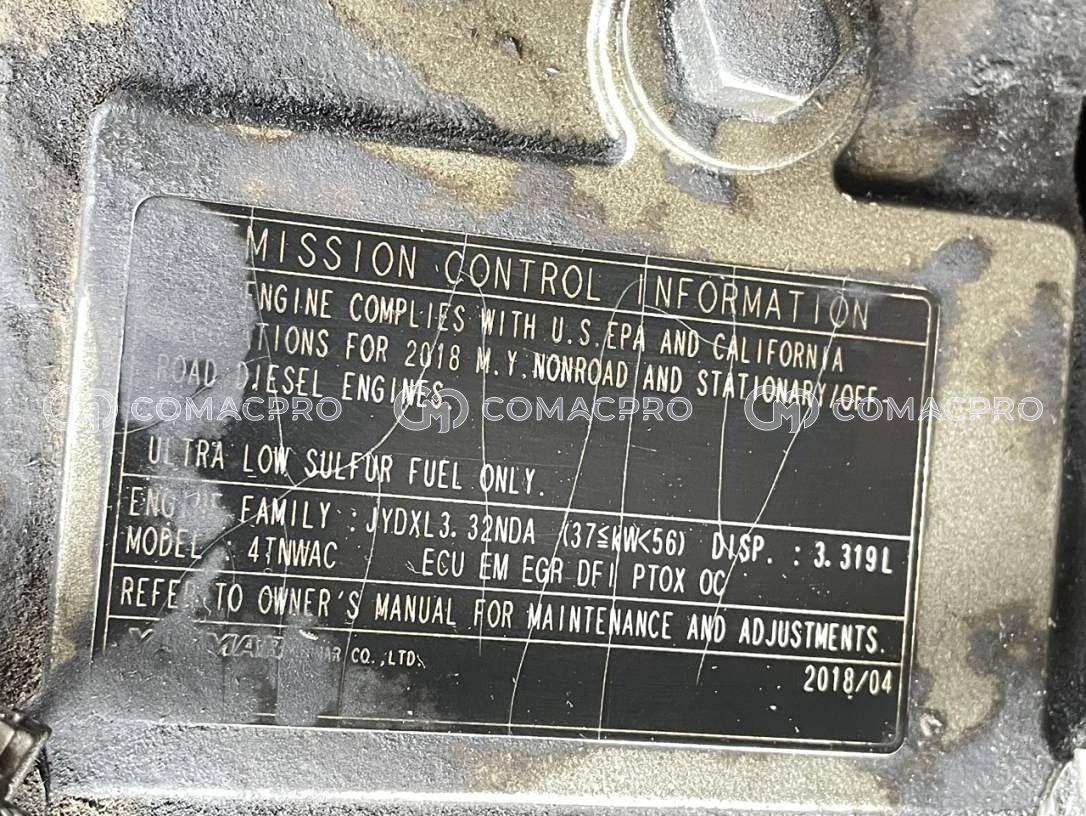 MISSION CONTROL INFORMATION
ENGINE COMPLIES WITH U.S.EPA AND CALIFORNIA
TIONS FOR 2018 M.Y.NONROAD AND STATIONARY/OFF-
ROAD DIESEL ENGINES.
COMACPRO COMACPRO COMACPRO
ULTRA LOW SULFUR FUEL ONLY.
ENGINE FAMILY : JYDXL3.32NDA (37≦kW<56) DISP. : 3.319L
MODEL : 4TNWAC ECU EM EGR DFI PTOX OC
REFER TO OWNER'S MANUAL FOR MAINTENANCE AND ADJUSTMENTS.
CO.,LTD.
2018/04